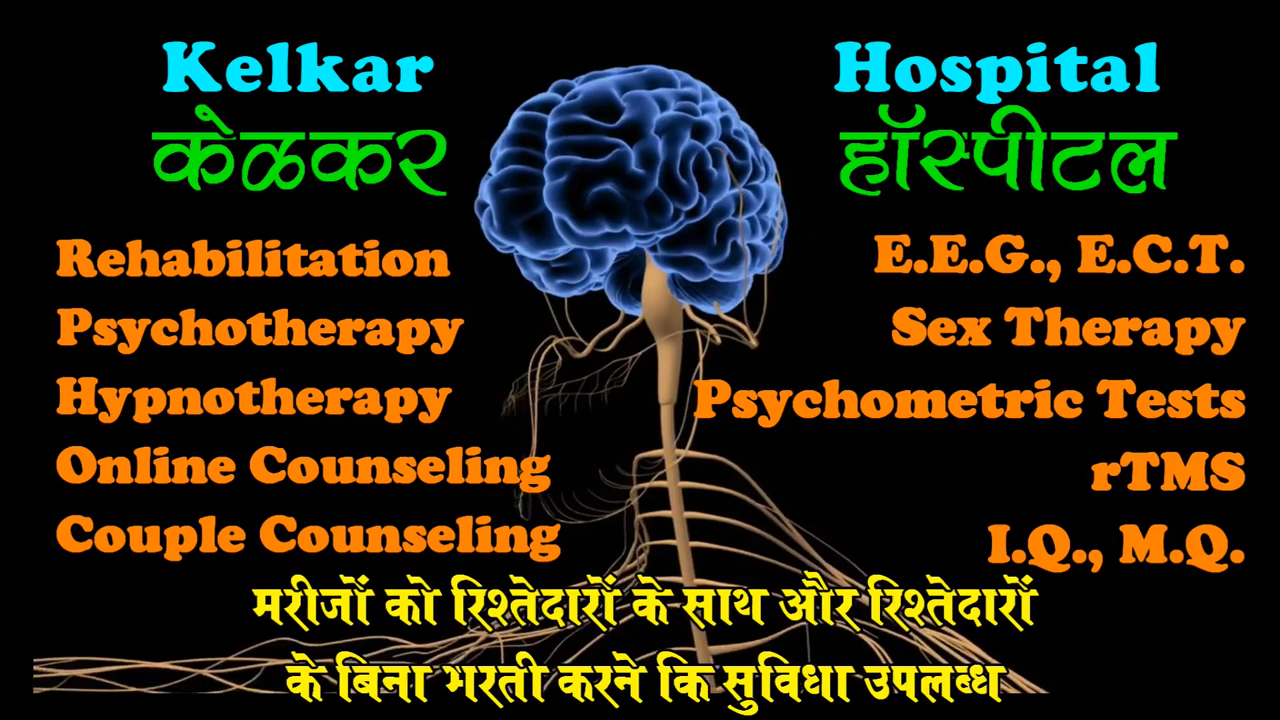 Kelkar Hospital
केळकर हॉस्पीटल
Rehabilitation
Psychotherapy
Hypnotherapy
Online Counseling
Couple Counseling
E.E.G., E.C.T.
Sex Therapy
Psychometric Tests
rTMS
I.Q., M.Q.
मरीजों को रिश्तेदारों के साथ और रिश्तेदारों
के बिना भरती करने कि सुविधा उपलब्ध